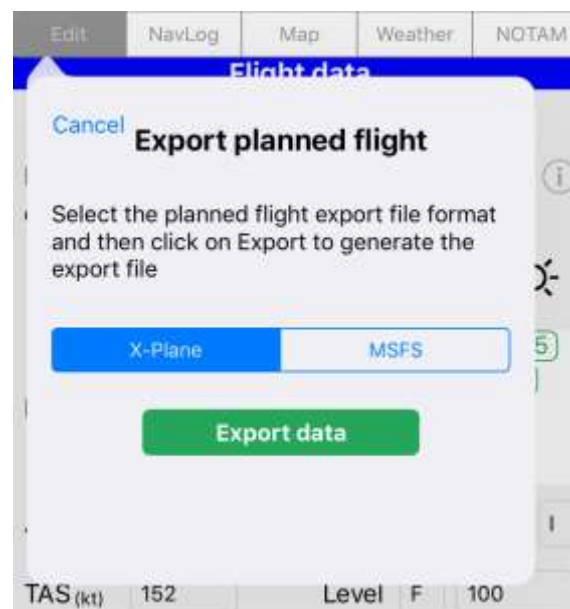 Edit NavLog Map Weather NOTAM
Flight data
Cancel
Export planned flight
Select the planned flight export file format
and then click on Export to generate the
export file
X-Plane MSFS
5
Export data
I
TAS (kt) 152 Level F 100